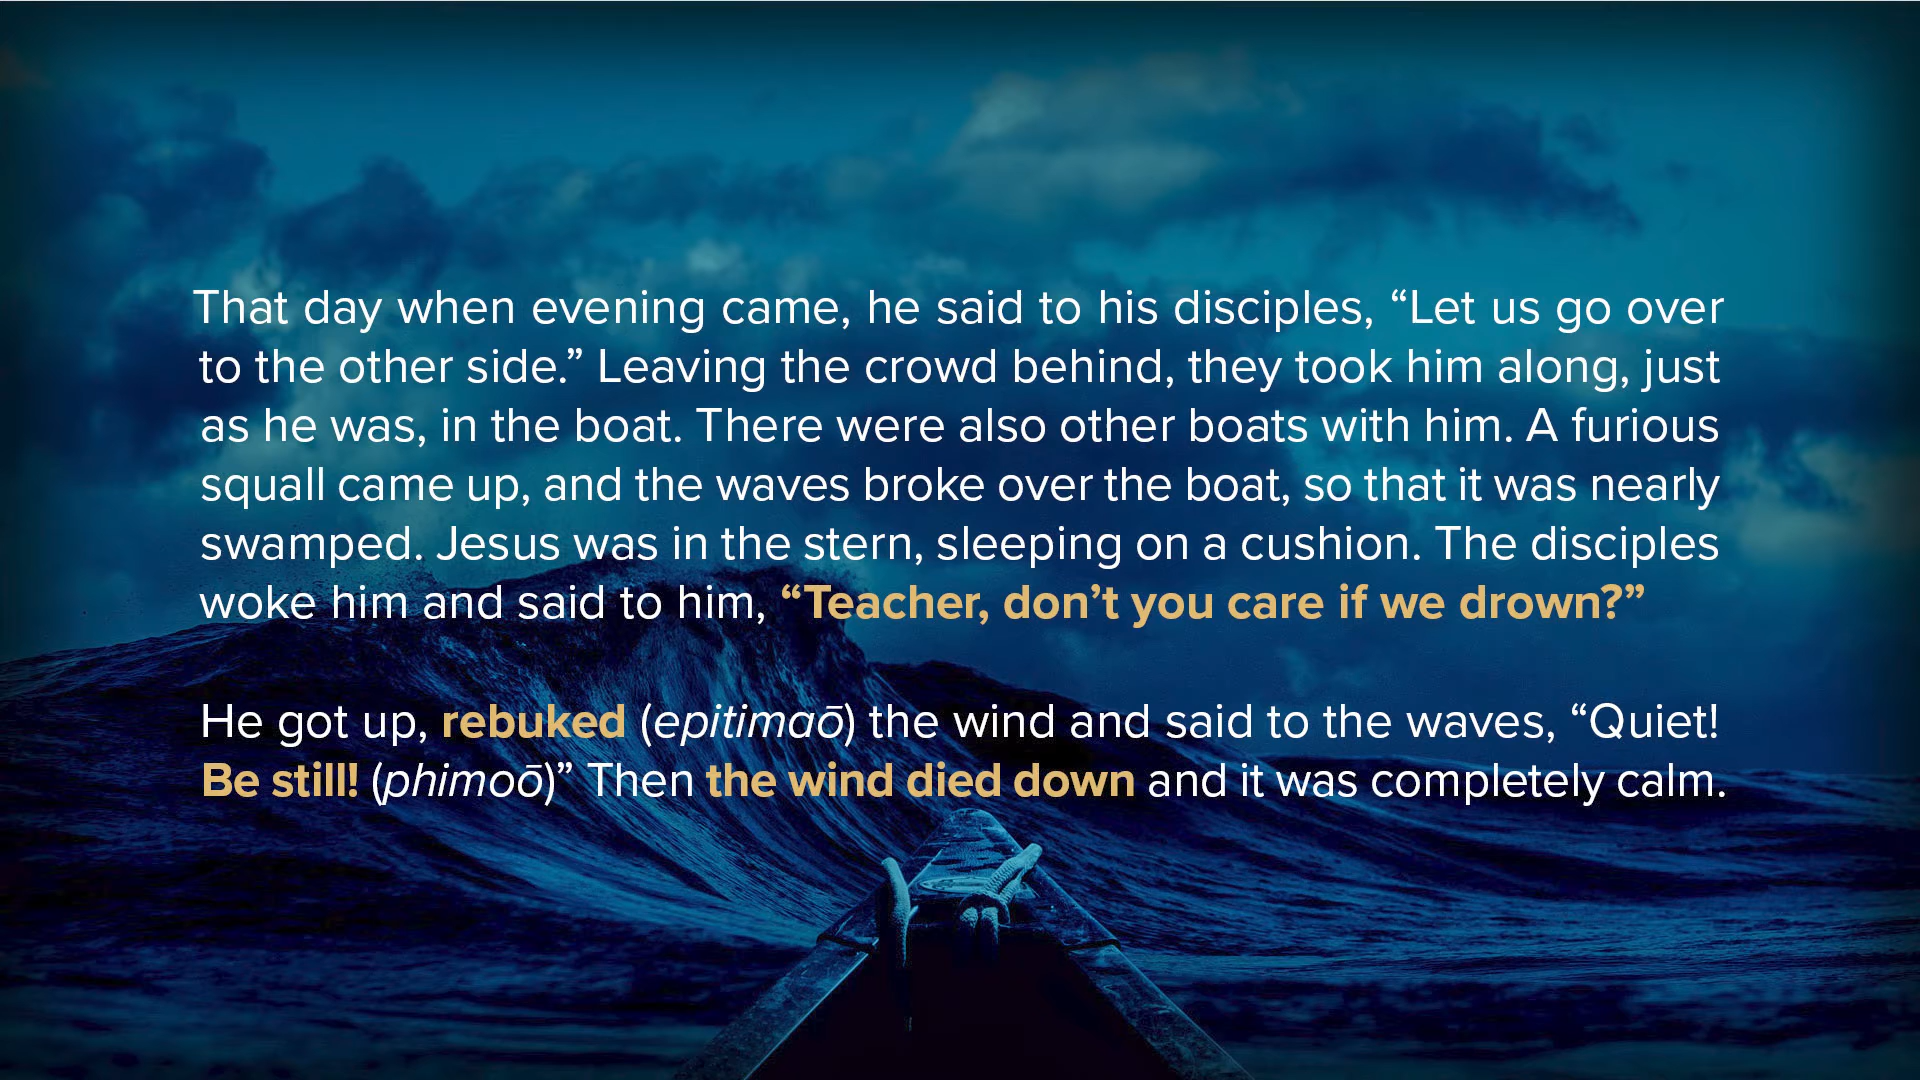 That day when evening came, he said to his disciples, “Let us go over
to the other side.” Leaving the crowd behind, they took him along, just
as he was, in the boat. There were also other boats with him. A furious
squall came up, and the waves broke over the boat, so that it was nearly
swamped. Jesus was in the stern, sleeping on a cushion. The disciples
woke him and said to him, “Teacher, don’t you care if we drown?”
He got up, rebuked (epitimaō) the wind and said to the waves, “Quiet!
Be still! (phimoō)” Then the wind died down and it was completely calm.